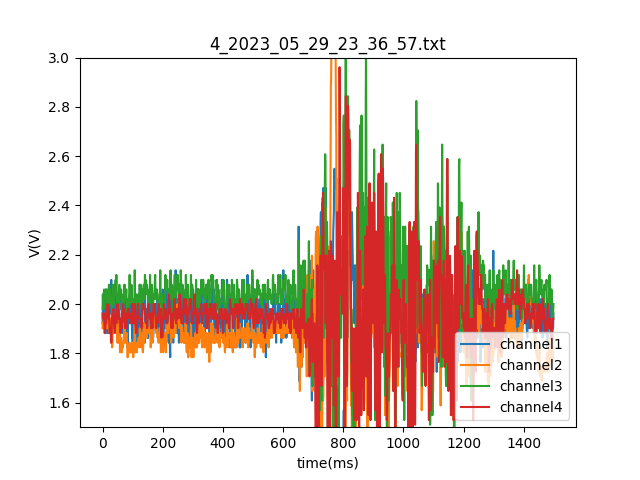 4_2023_05_29_23_36_57.txt
3.0
2.8
2.6
2.4
2.2
2.0
1.8
1.6
V(V)
channel1
channel2
channel3
channel4
0 200 400 600 800 1000 1200 1400
time(ms)